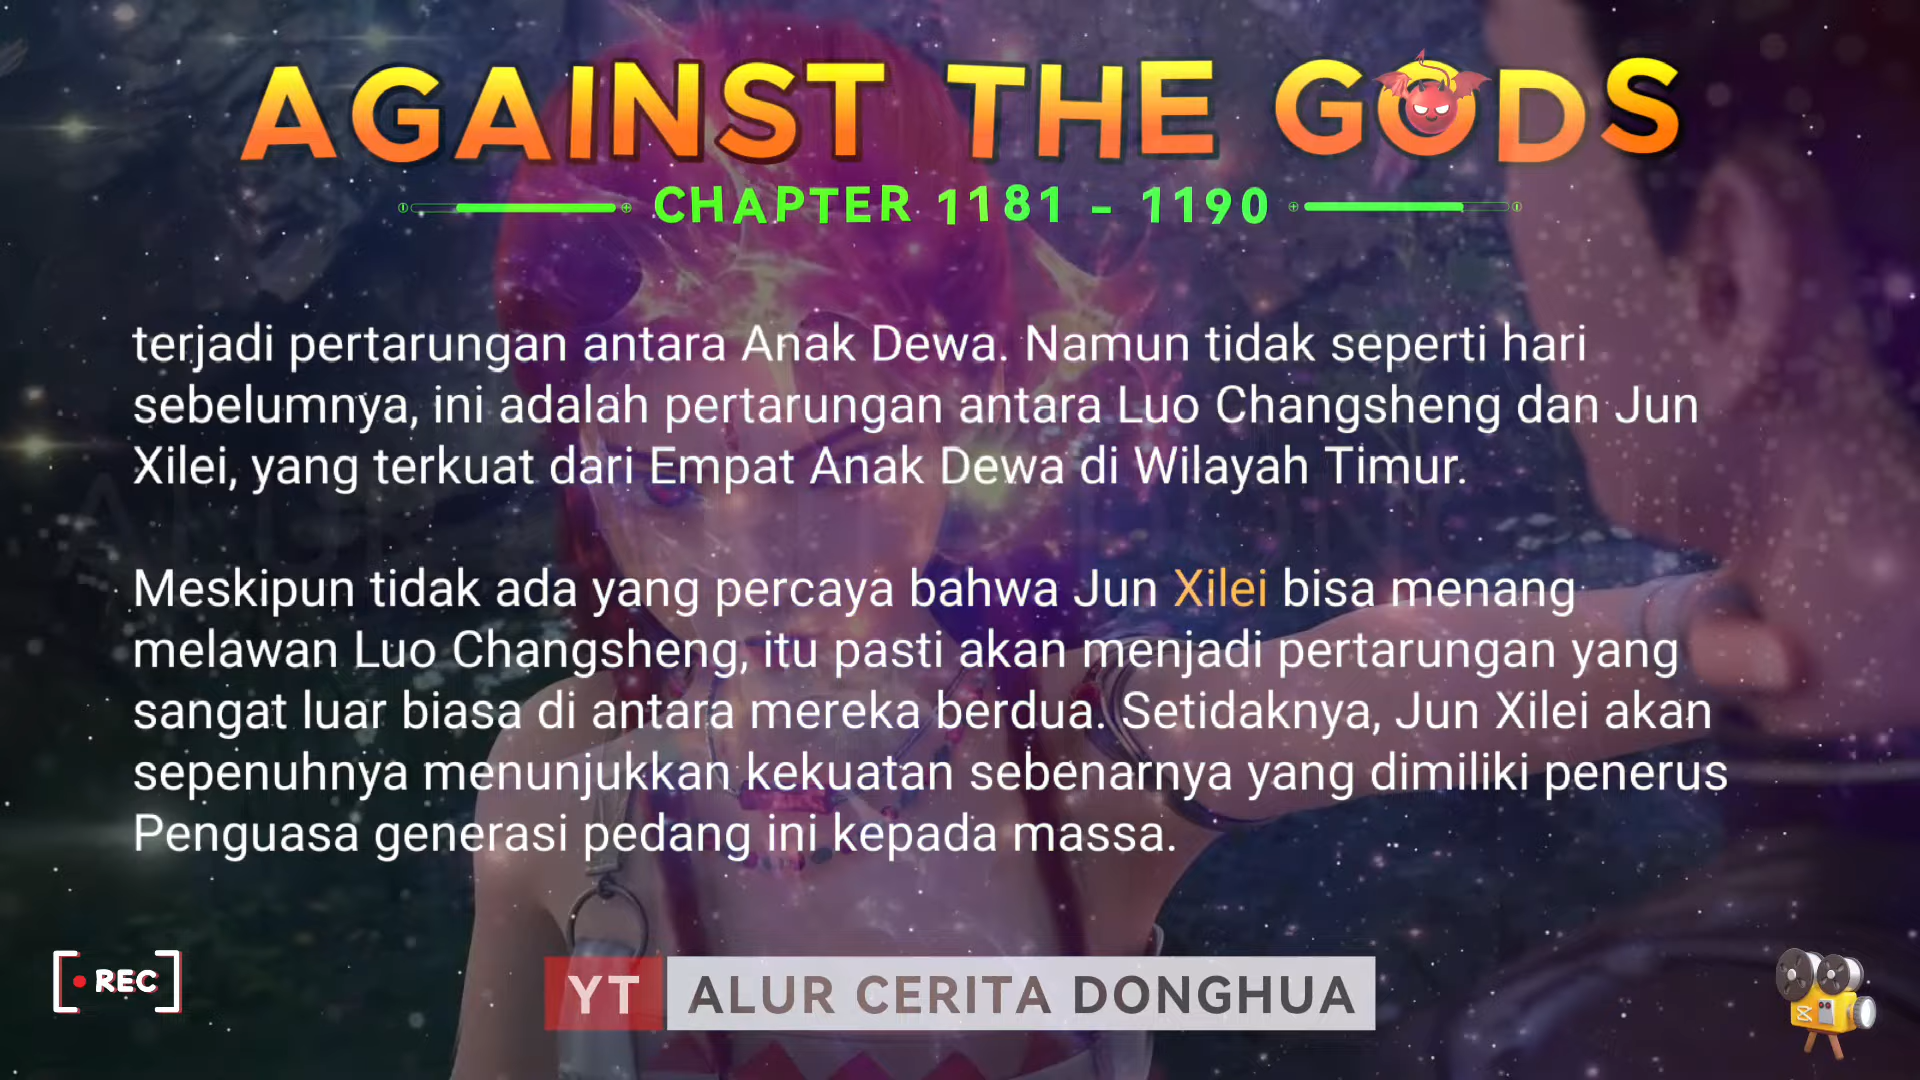 AGAINST THE GODS
CHAPTER 1181 - 1190
terjadi pertarungan antara Anak Dewa. Namun tidak seperti hari
sebelumnya, ini adalah pertarungan antara Luo Changsheng dan Jun
Xilei, yang terkuat dari Empat Anak Dewa di Wilayah Timur.
Meskipun tidak ada yang percaya bahwa Jun Xilei bisa menang
melawan Luo Changsheng, itu pasti akan menjadi pertarungan yang
sangat luar biasa di antara mereka berdua. Setidaknya, Jun Xilei akan
sepenuhnya menunjukkan kekuatan sebenarnya yang dimiliki penerus
Penguasa generasi pedang ini kepada massa.
REC
YT ALUR CERITA DONGHUA